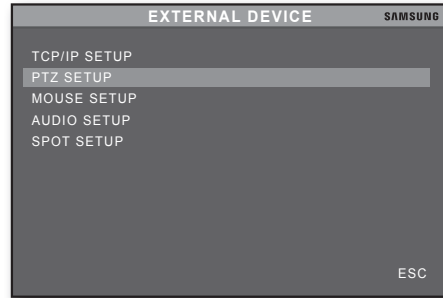 EXTERNAL DEVICE SAMSUNG
TCP/IP SETUP
PTZ SETUP
MOUSE SETUP
AUDIO SETUP
SPOT SETUP
ESC